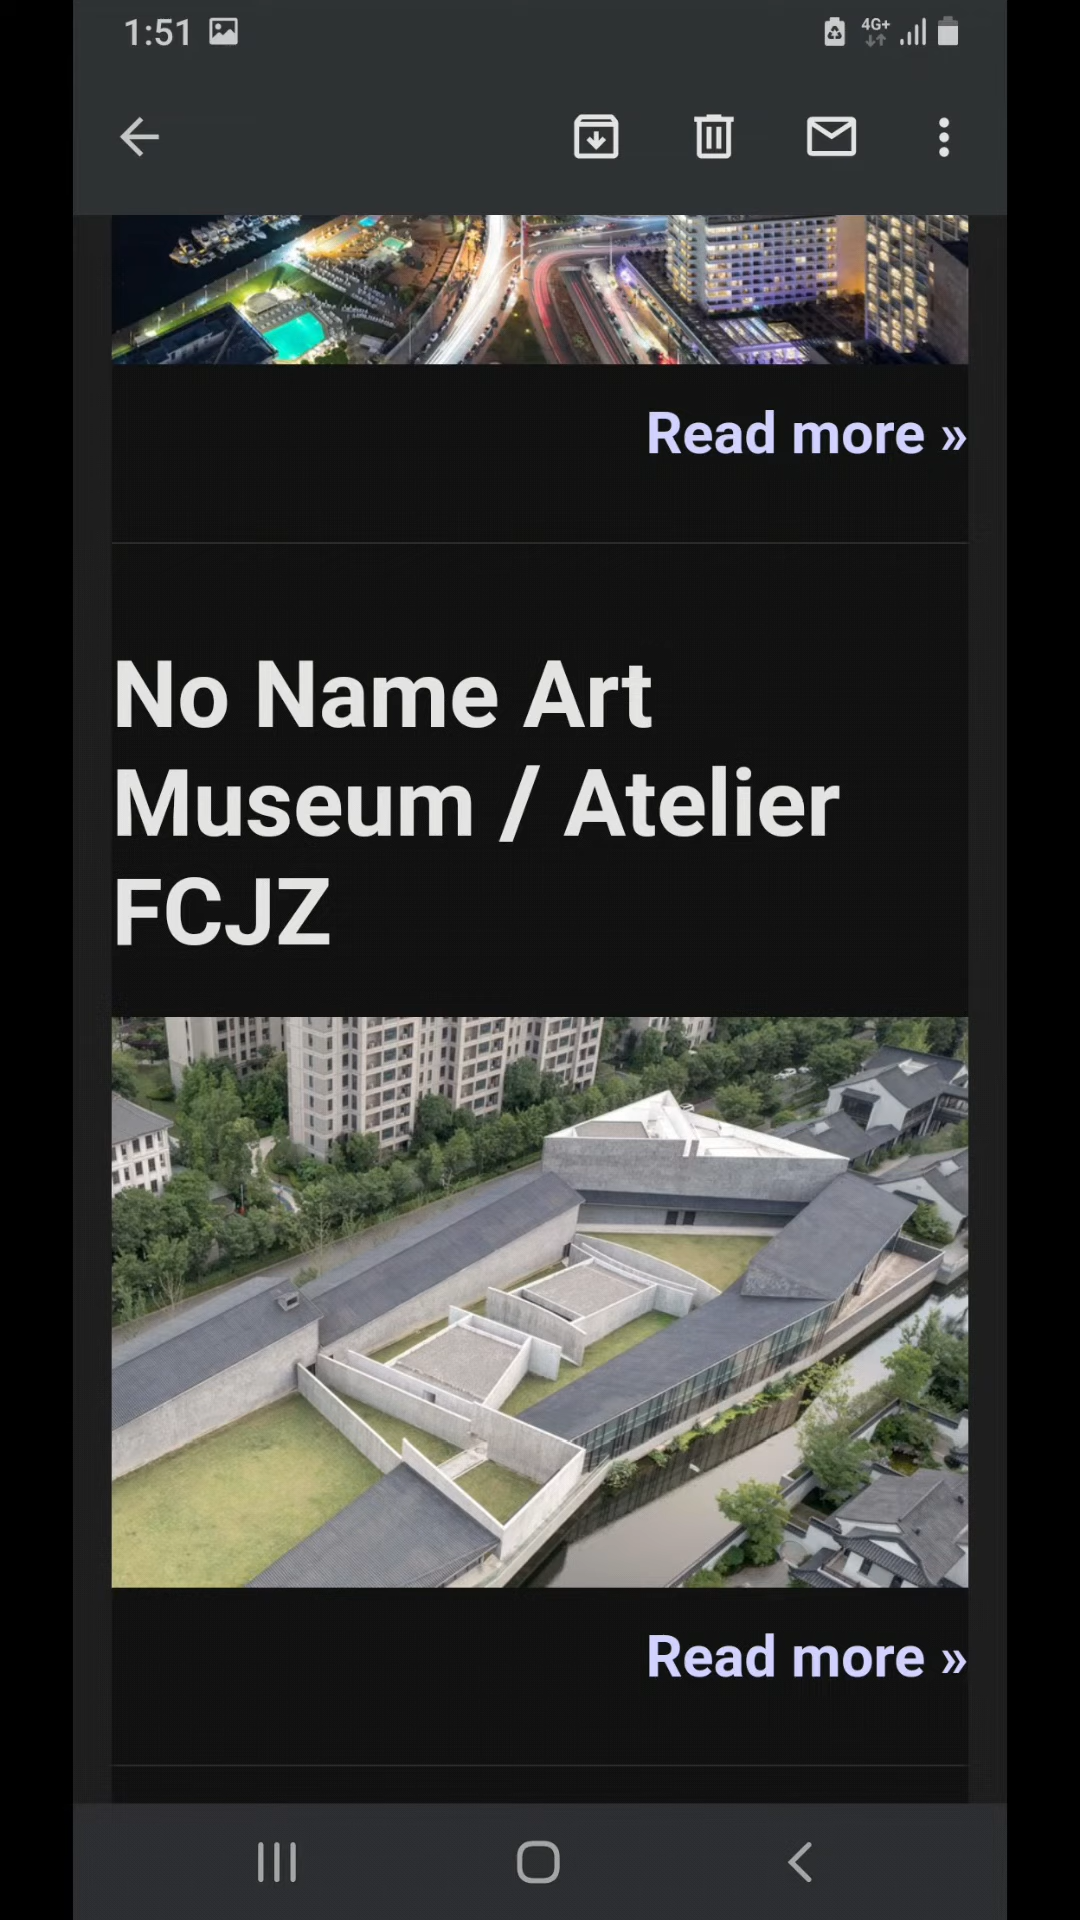 1:51
4G+
Read more »
No Name Art
Museum / Atelier
FCJZ
Read more »